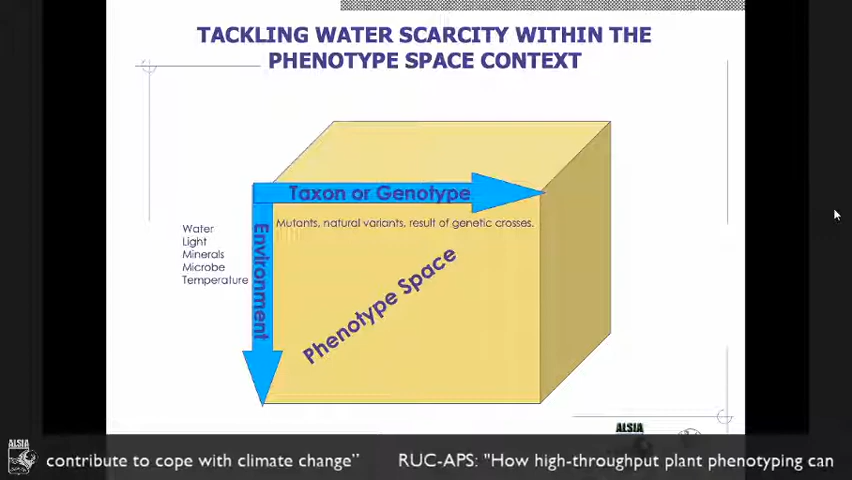 TACKLING WATER SCARCITY WITHIN THE
PHENOTYPE SPACE CONTEXT
Taxon or Genotype
Mutants, natural variants, result of genetic crosses.
Water
Light
Minerals
Microbe
Temperature
Environment
Phenotype Space
ALSIA
ALSIA
contribute to cope with climate change” RUC-APS: "How high-throughput plant phenotyping can